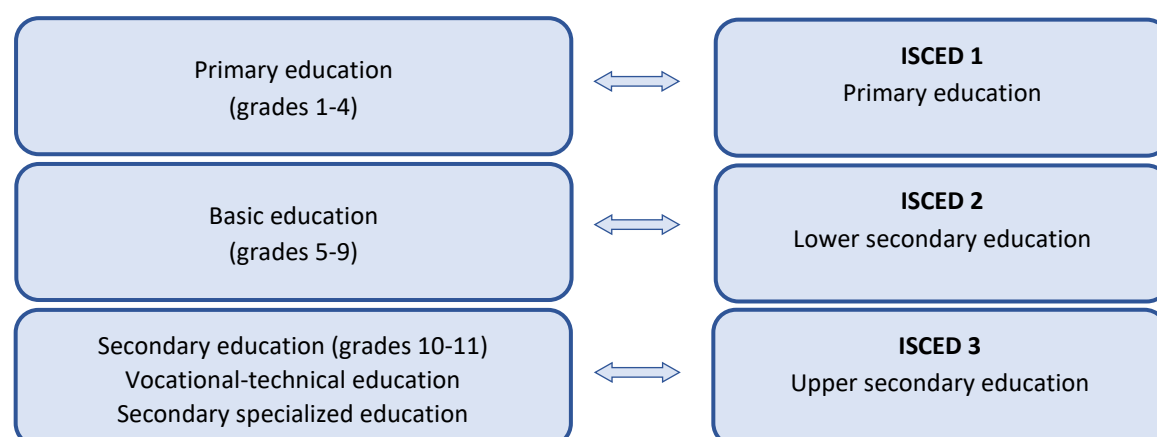 Primary education
(grades 1-4)
ISCED 1
Primary education
Basic education
(grades 5-9)
ISCED 2
Lower secondary education
Secondary education (grades 10-11)
Vocational-technical education
Secondary specialized education
ISCED 3
Upper secondary education